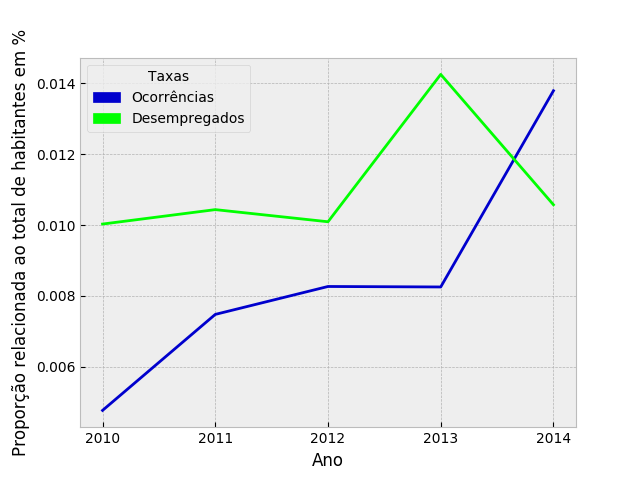 Proporção relacionada ao total de habitantes em %
0.014
0.012
0.010
0.008
0.006
Taxas
Ocorrências
Desempregados
2010 2011 2012 2013 2014
Ano